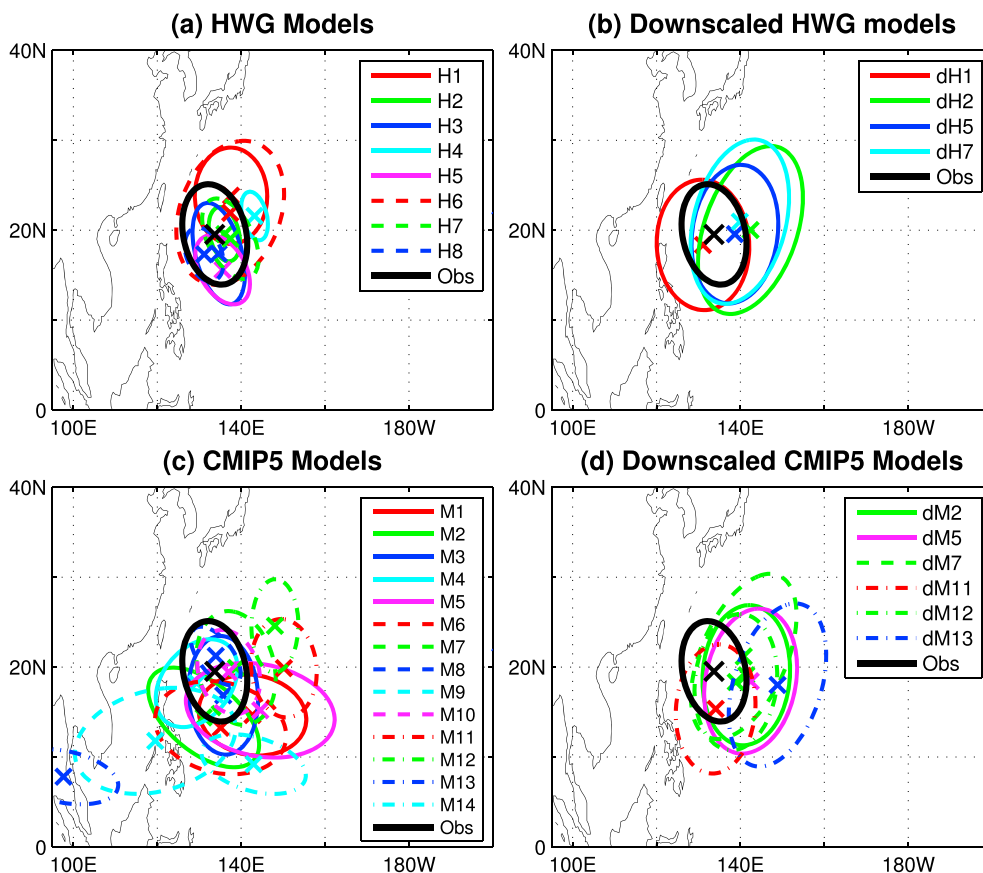 (a) HWG Models
40N
30N
20N
10N
0
100E
140E
180W
H1
H2
H3
H4
H5
H6
H7
H8
Obs
(b) Downscaled HWG models
40N
20N
0
100E
140E
180W
dH1
dH2
dH5
dH7
Obs
(c) CMIP5 Models
40N
20N
0
100E
140E
180W
M1
M2
M3
M4
M5
M6
M7
M8
M9
M10
M11
M12
M13
M14
Obs
(d) Downscaled CMIP5 Models
40N
20N
0
100E
140E
180W
dM2
dM5
dM7
dM11
dM12
dM13
Obs